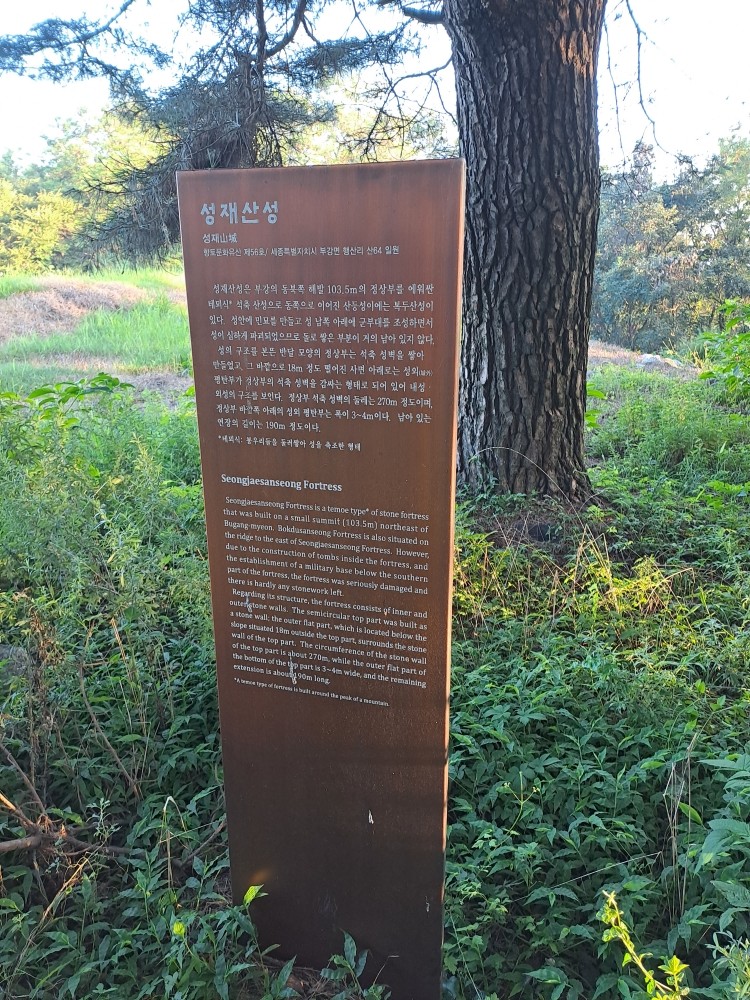 성재산성
성재山城
향토문화유산 제56호/ 세종특별자치시 부강면 행산리 산64 일원
성재산성은 부강의 동북쪽 해발 103.5m의 정상부를 에워싼
테뫼식* 석축 산성으로 동쪽으로 이어진 산등성이에는 복두산성이
있다. 성안에 민묘를 만들고 성 남쪽 아래에 군부대를 조성하면서
성이 심하게 파괴되었으므로 돌로 쌓은 부분이 거의 남아 있지 않다.
성의 구조를 본은 반달 모양의 정상부는 석축 성벽을 쌓아
만들었고, 그 바깥으로 18m 정도 떨어진 사면 아래로는 성외(城外)
평탄부가 정상부의 석축 성벽을 감싸는 형태로 되어 있어 내성·
외성의 구조를 보인다. 정상부 석축 성벽의 둘레는 270m 정도이며,
정상부 바깥쪽 아래의 성외 평탄부는 폭이 3~4m이다. 남아 있는
연장의 길이는 190m 정도이다.
*테뫼식: 봉우리들을 둘러쌓아 성을 축조한 형태
Seongjaesanseong Fortress
Seongjaesanseong Fortress is a temoe type* of stone fortress
that was built on a small summit (103.5m) northeast of
Bugang-myeon. Bokdusanseong Fortress is also situated on
the ridge to the east of Seongjaesanseong Fortress. However,
due to the construction of tombs inside the fortress, and
the establishment of a military base below the southern
part of the fortress, the fortress was seriously damaged and
there is hardly any stonework left.
Regarding its structure, the fortress consists of inner and
outer stone walls. The semicircular top part was built as
a stone wall; the outer flat part, which is located below the
slope situated 18m outside the top part, surrounds the stone
wall of the top part. The circumference of the stone wall
of the top part is about 270m, while the outer flat part of
the bottom of the top part is 3~4m wide, and the remaining
extension is about 190m long.
*A temoe type of fortress is built around the peak of a mountain.